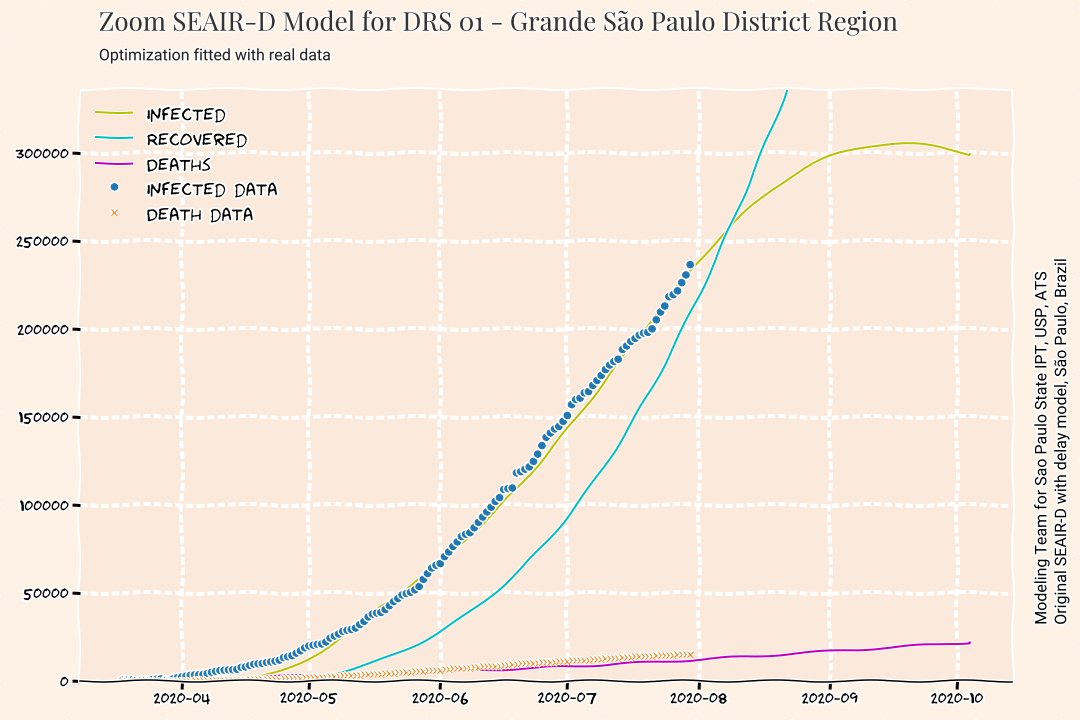 Zoom SEAIR-D Model for DRS 01 - Grande São Paulo District Region
Optimization fitted with real data
INFECTED
RECOVERED
DEATHS
INFECTED DATA
DEATH DATA
300000
250000
200000
150000
100000
50000
0
2020-04
2020-05
2020-06
2020-07
2020-08
2020-09
2020-10
Modeling Team for Sao Paulo State IPT, USP, ATS
Original SEAIR-D with delay model, São Paulo, Brazil